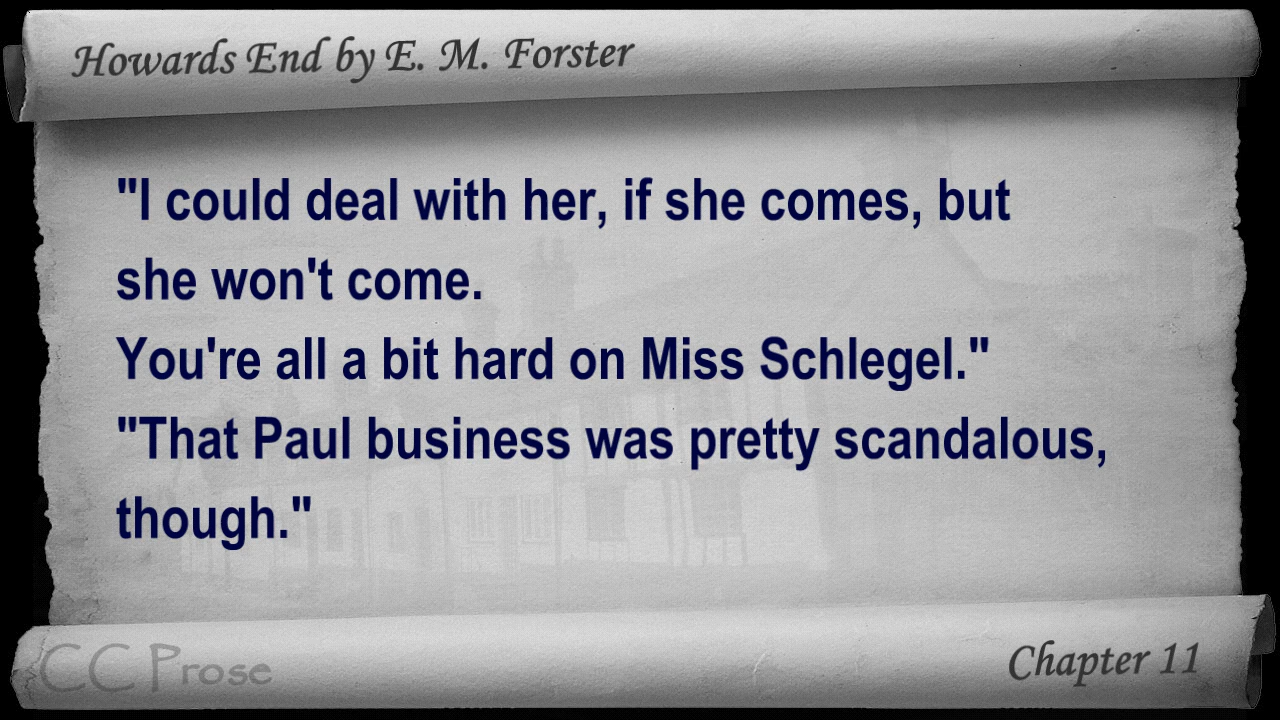 Howards End by E. M. Forster
"I could deal with her, if she comes, but
she won't come.
You're all a bit hard on Miss Schlegel."
"That Paul business was pretty scandalous,
though."
CC Prose
Chapter 11